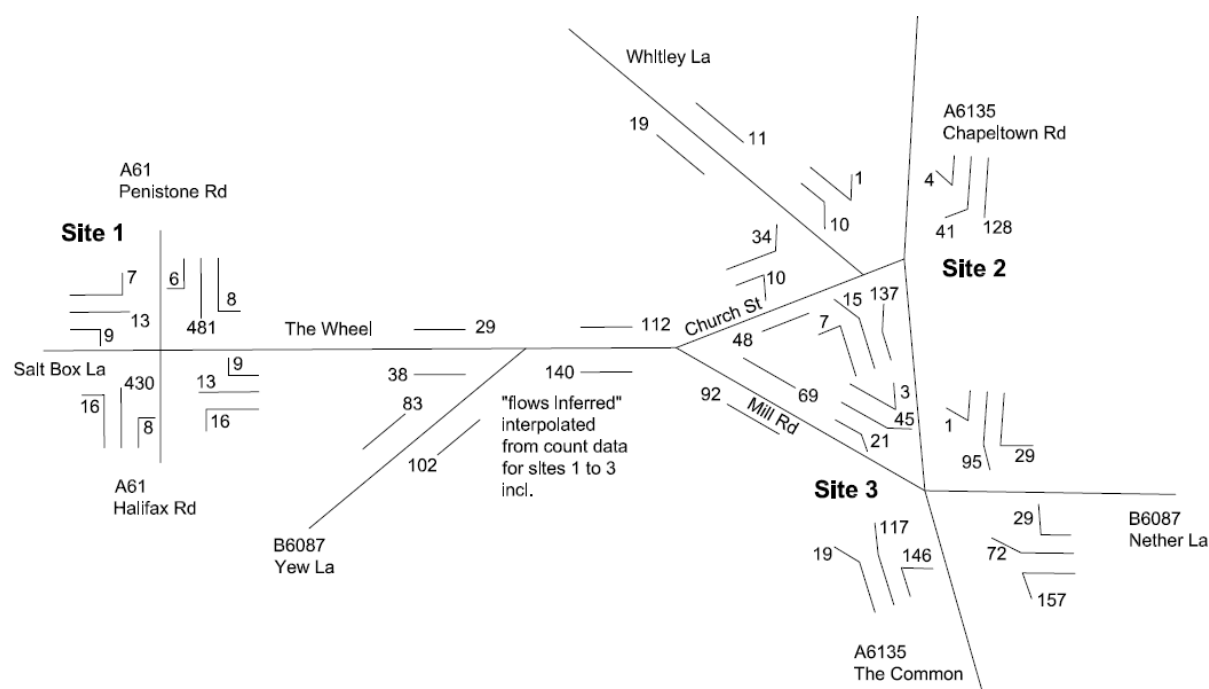 Whitley La
19
11
A6135
Chapeltown Rd
1
4
10
41
128
A61
Penistone Rd
Site 1
34
Site 2
7
6
8
10
13
481
9
The Wheel
29
112
Church St
15
137
7
48
Salt Box La
430
9
13
38
140
16
8
16
83
92
Mill Rd
69
3
45
21
1
95
29
"flows Inferred"
interpolated
from count data
for sites 1 to 3
incl.
102
A61
Halifax Rd
Site 3
B6087
Yew La
B6087
Nether La
117
19
146
29
72
157
A6135
The Common